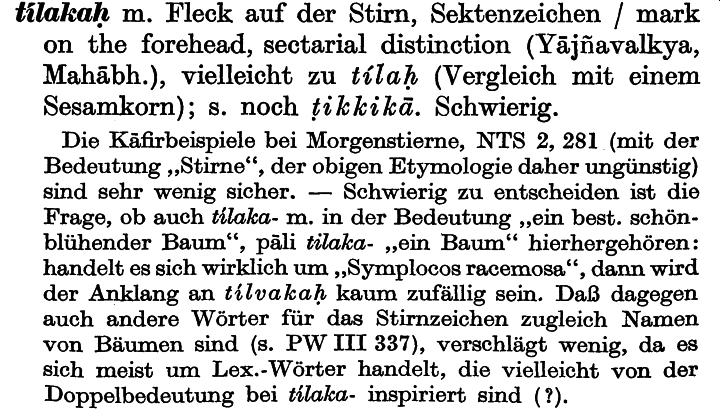 tílakaḥ m. Fleck auf der Stirn, Sektenzeichen / mark
on the forehead, sectarial distinction (Yājñavalkya,
Mahābh.), vielleicht zu tílaḥ (Vergleich mit einem
Sesamkorn); s. noch ṭikkikā. Schwierig.
Die Kāfirbeispiele bei Morgenstierne, NTS 2, 281 (mit der
Bedeutung „Stirne“, der obigen Etymologie daher ungünstig)
sind sehr wenig sicher. — Schwierig zu entscheiden ist die
Frage, ob auch tílaka- m. in der Bedeutung „ein best. schön-
blühender Baum“, pāli tilaka- „ein Baum“ hierhergehören:
handelt es sich wirklich um „Symplocos racemosa“, dann wird
der Anklang an tílvakaḥ kaum zufällig sein. Daß dagegen
auch andere Wörter für das Stirnzeichen zugleich Namen
von Bäumen sind (s. PW III 337), verschlägt wenig, da es
sich meist um Lex.-Wörter handelt, die vielleicht von der
Doppelbedeutung bei tílaka- inspiriert sind (?).